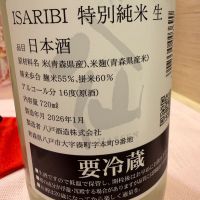 ISARIBI 特別純米 生
品目 日本酒
原材料名 米(青森県産)、米麹(青森県産米)
精米歩合 麹米55%、掛米60%
アルコール分 16度(原酒)
内容量 720ml
製造年月 2026年1月
製造者 八戸酒造株式会社
青森県八戸市大字湊町字本町9番地
要冷蔵